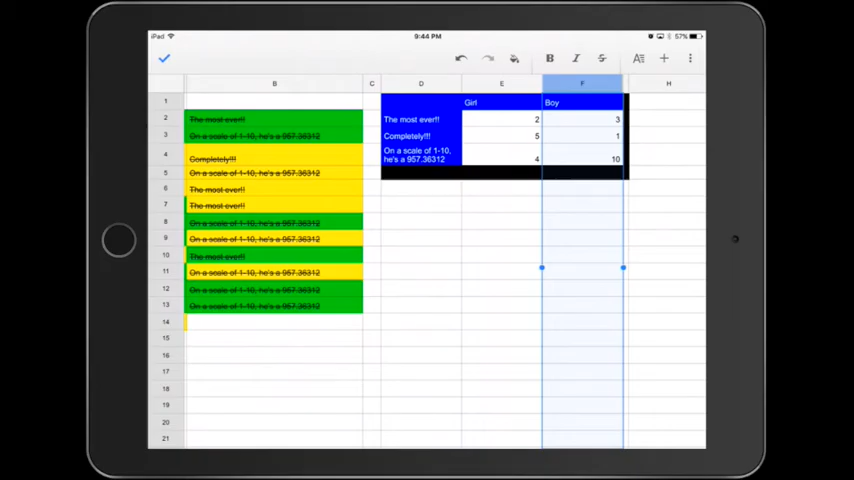 iPad 9:44 PM 57%
B I S A
B C D E F H
1 Girl Boy
2 The most ever!! The most ever!! 2 3
3 On a scale of 1-10, he's a 957.36312 Completely!!! 5 1
On a scale of 1-10,
4 Completely!!! he's a 957.36312 4 10
5 On a scale of 1-10, he's a 957.36312
6 The most ever!!
7 The most ever!!
8 On a scale of 1-10, he's a 957.36312
9 On a scale of 1-10, he's a 957.36312
10 The most ever!!
11 On a scale of 1-10, he's a 957.36312
12 On a scale of 1-10, he's a 957.36312
13 On a scale of 1-10, he's a 957.36312
14
15
16
17
18
19
20
21